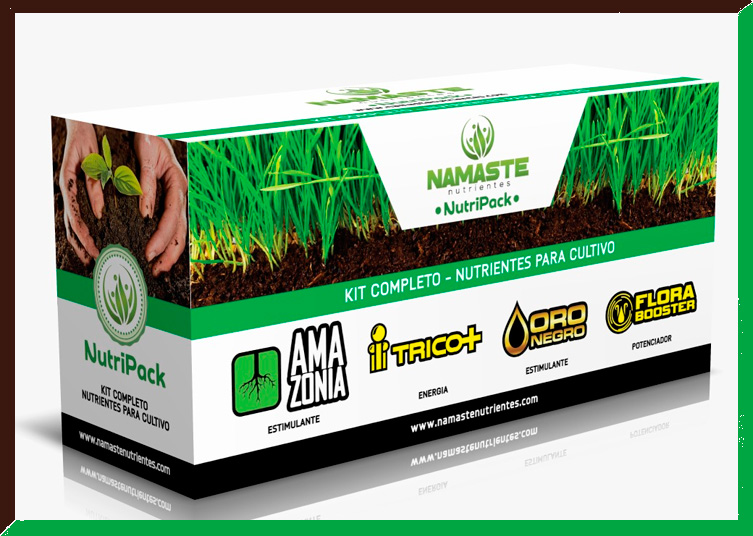 NAMASTE
nutrientes
•NutriPack•
KIT COMPLETO - NUTRIENTES PARA CULTIVO
AMA
ZONIA
ESTIMULANTE
TRICO+
ENERGIA
ORO
NEGRO
ESTIMULANTE
FLORA
BOOSTER
POTENCIADOR
www.namastenutrientes.com
NutriPack
KIT COMPLETO
NUTRIENTES PARA CULTIVO
www.namastenutrientes.com